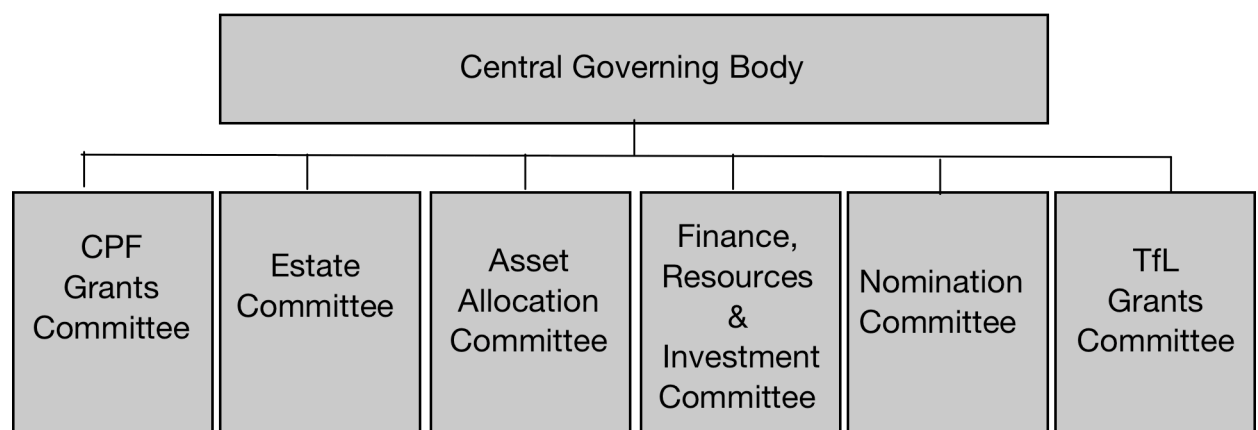 Central Governing Body
CPF
Grants
Committee
Estate
Committee
Asset
Allocation
Committee
Finance,
Resources
&
Investment
Committee
Nomination
Committee
TfL
Grants
Committee